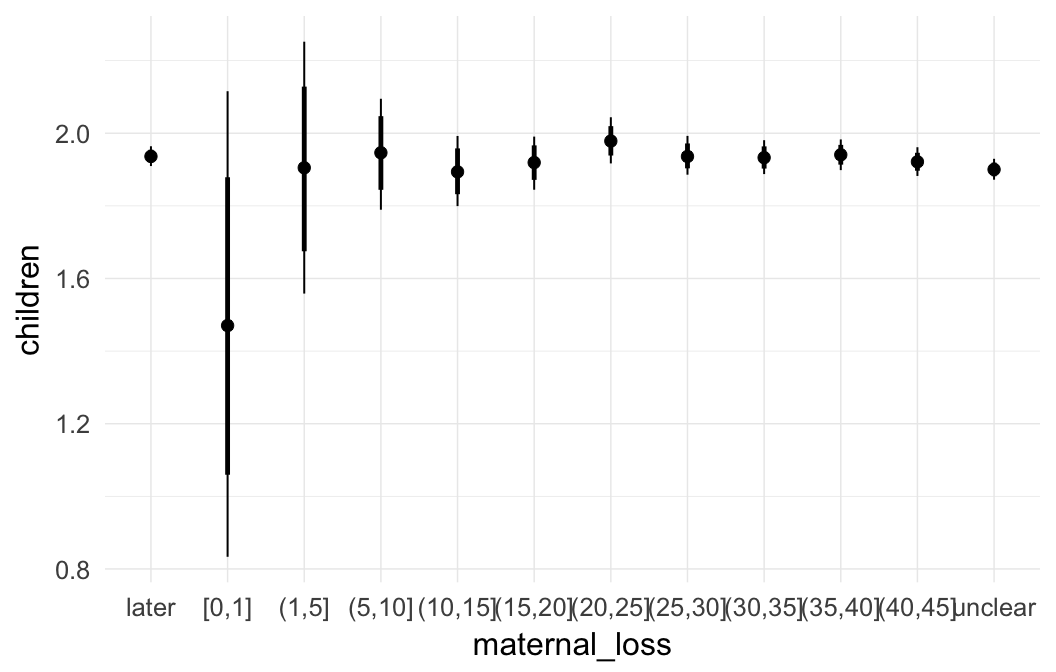 children
2.0
1.6
1.2
0.8
later [0,1] (1,5] (5,10] (10,15] (15,20] (20,25] (25,30] (30,35] (35,40] (40,45] unclear
maternal_loss